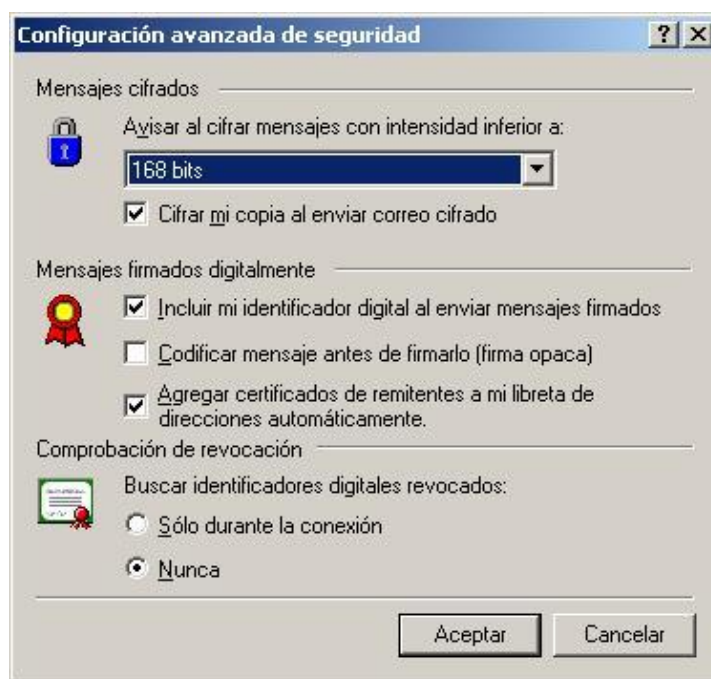 Configuración avanzada de seguridad
Mensajes cifrados
Avisar al cifrar mensajes con intensidad inferior a:
168 bits
Cifrar mi copia al enviar correo cifrado
Mensajes firmados digitalmente
Incluir mi identificador digital al enviar mensajes firmados
Codificar mensaje antes de firmarlo (firma opaca)
Agregar certificados de remitentes a mi libreta de
direcciones automáticamente.
Comprobación de revocación
Buscar identificadores digitales revocados:
Sólo durante la conexión
Nunca
Aceptar
Cancelar